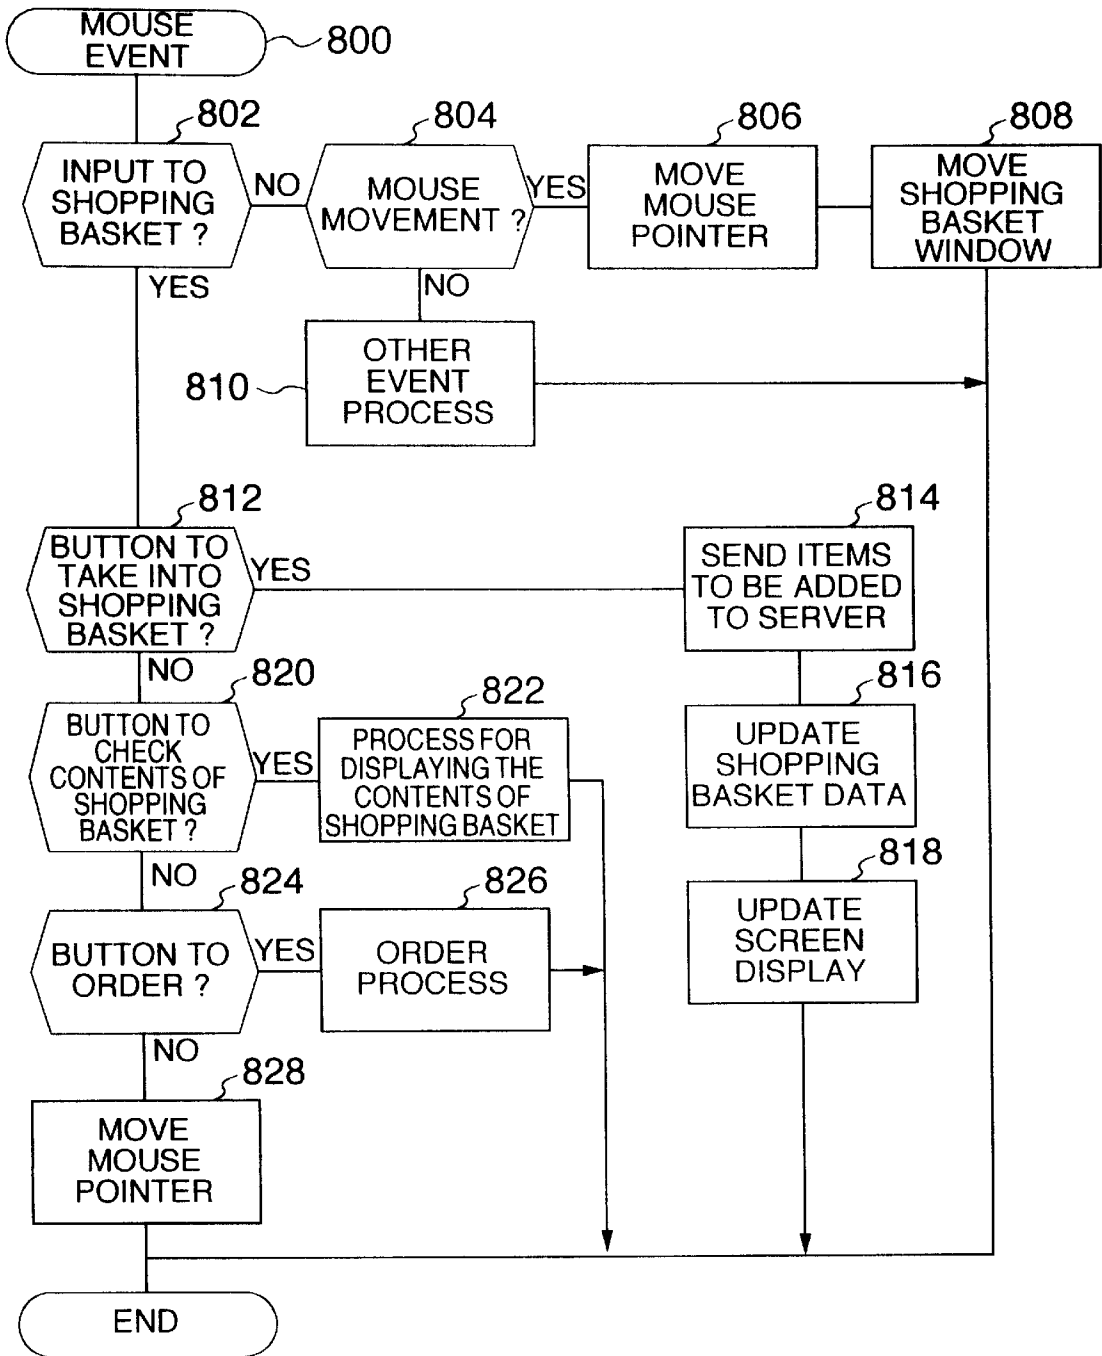 MOUSE
EVENT
800
802
INPUT TO
SHOPPING
BASKET ?
NO
YES
804
MOUSE
MOVEMENT ?
YES
NO
806
MOVE
MOUSE
POINTER
808
MOVE
SHOPPING
BASKET
WINDOW
810
OTHER
EVENT
PROCESS
812
BUTTON TO
TAKE INTO
SHOPPING
BASKET ?
YES
NO
814
SEND ITEMS
TO BE ADDED
TO SERVER
816
UPDATE
SHOPPING
BASKET DATA
818
UPDATE
SCREEN
DISPLAY
820
BUTTON TO
CHECK
CONTENTS OF
SHOPPING
BASKET ?
YES
NO
822
PROCESS FOR
DISPLAYING THE
CONTENTS OF
SHOPPING BASKET
824
BUTTON TO
ORDER ?
YES
NO
826
ORDER
PROCESS
828
MOVE
MOUSE
POINTER
END